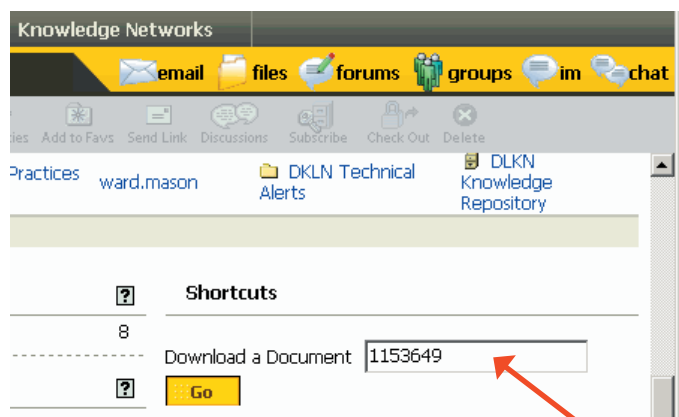 Knowledge Networks
email files forums groups im chat
ies Add to Favs Send Link Discussions Subscribe Check Out Delete
Practices ward.mason DKLN Technical Alerts DLKN Knowledge Repository
? Shortcuts
8
Download a Document 1153649
? Go